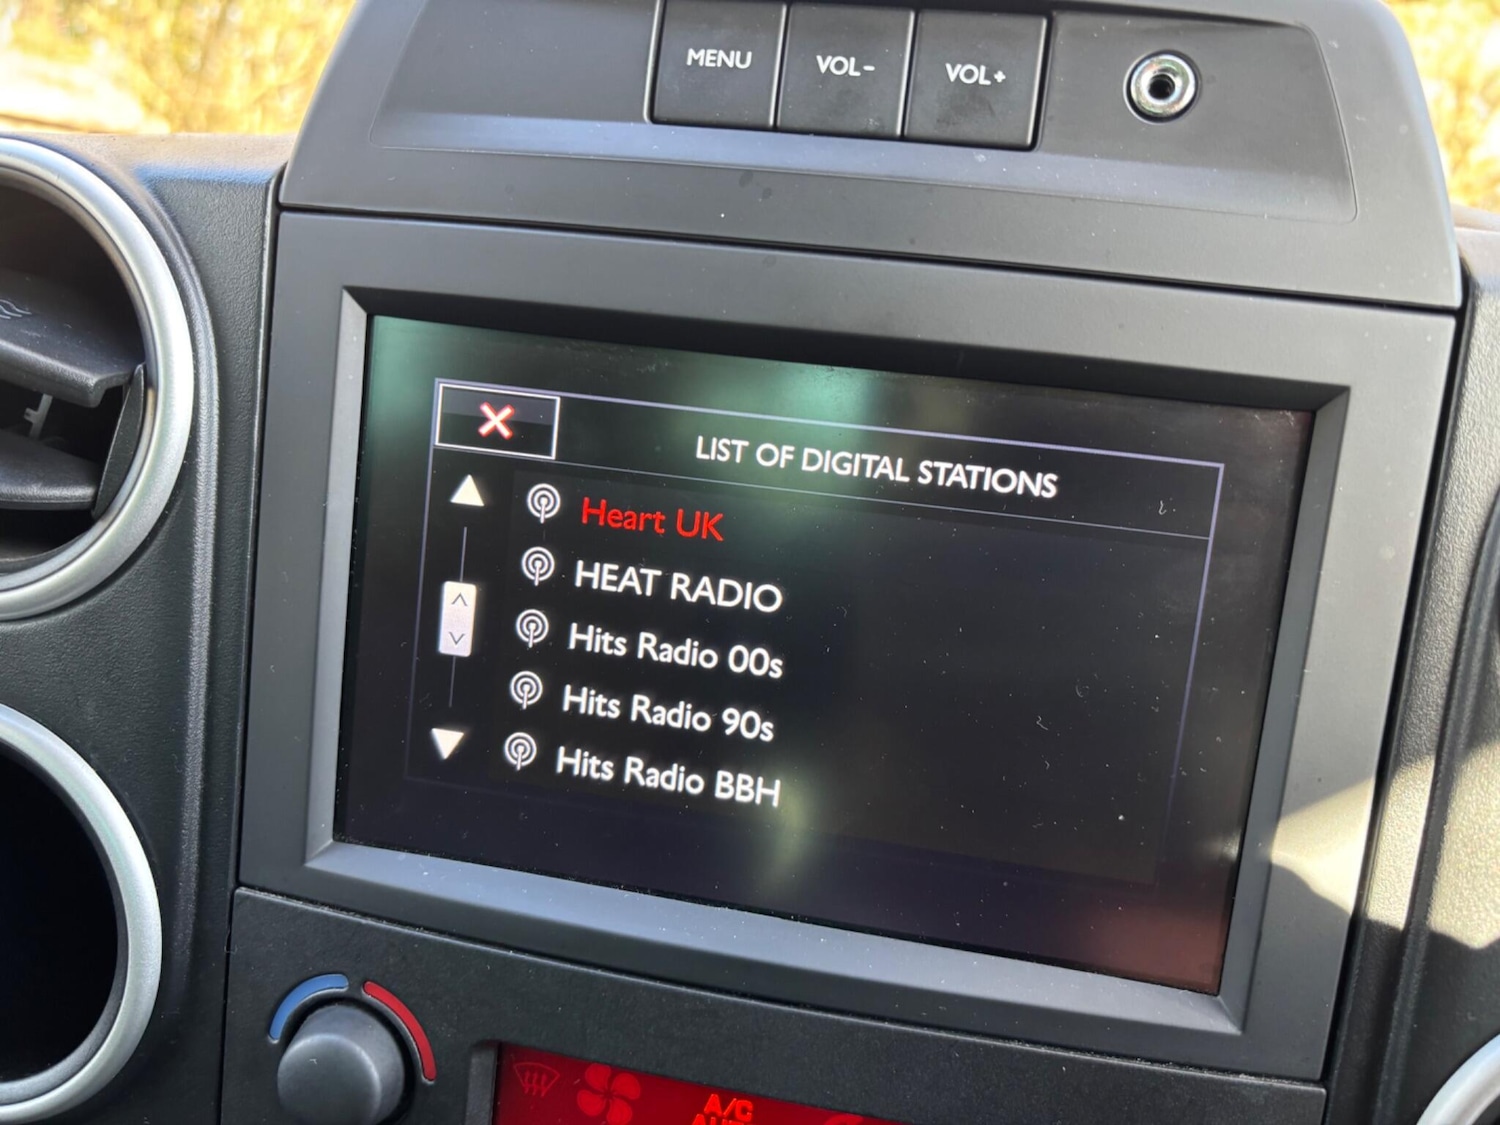 MENU VOL- VOL+
LIST OF DIGITAL STATIONS
Heart UK
HEAT RADIO
Hits Radio 00s
Hits Radio 90s
Hits Radio BBH
A/C